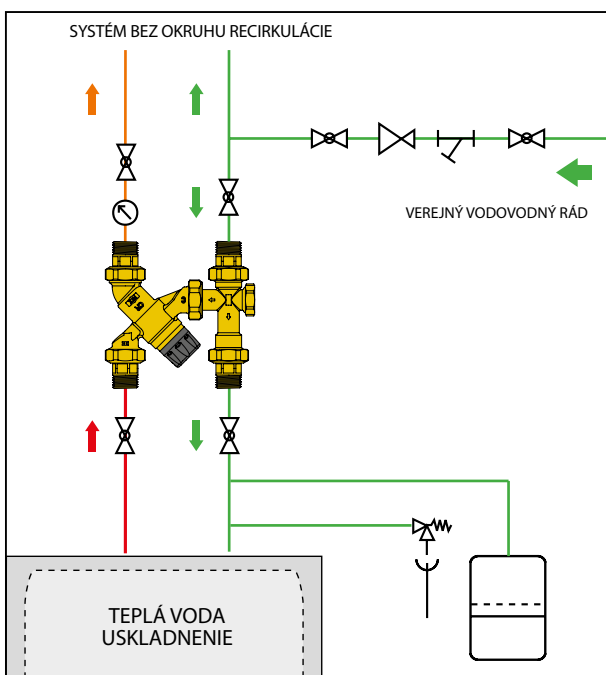 SYSTÉM BEZ OKRUHU RECIRKULÁCIE
VEREJNÝ VODOVODNÝ RÁD
TEPLÁ VODA
USKLADNENIE